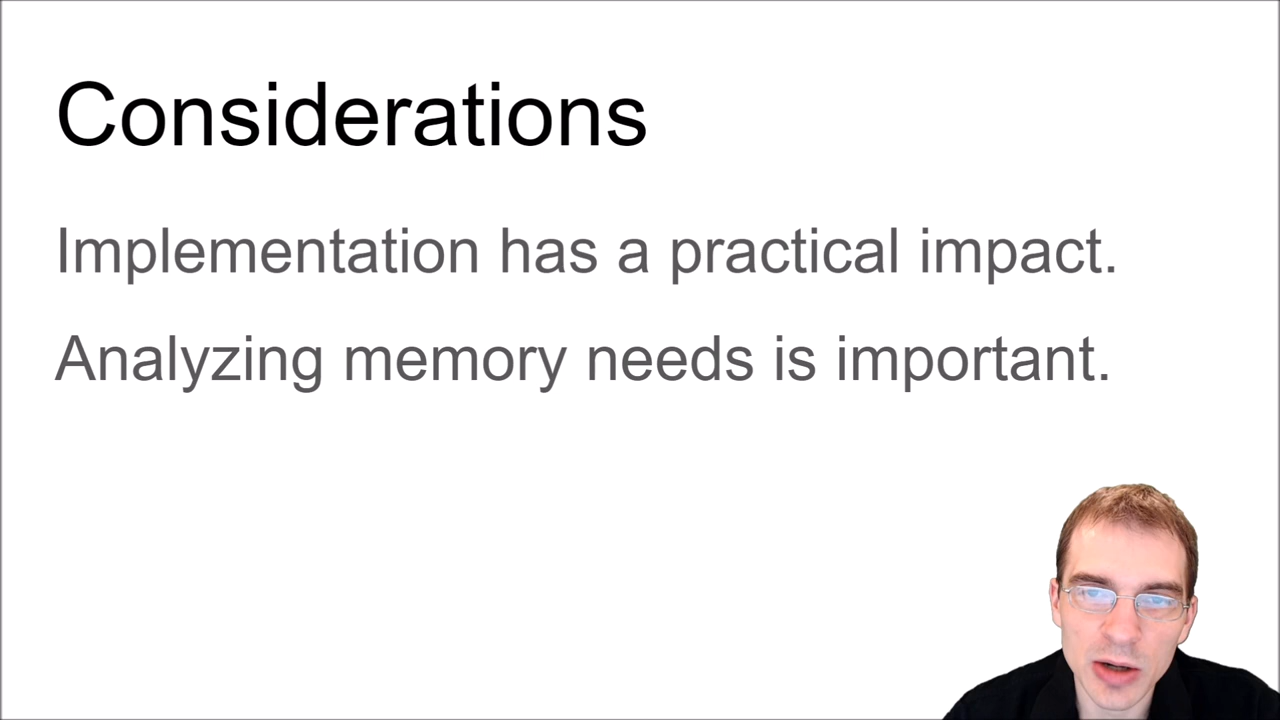 Considerations
Implementation has a practical impact.
Analyzing memory needs is important.